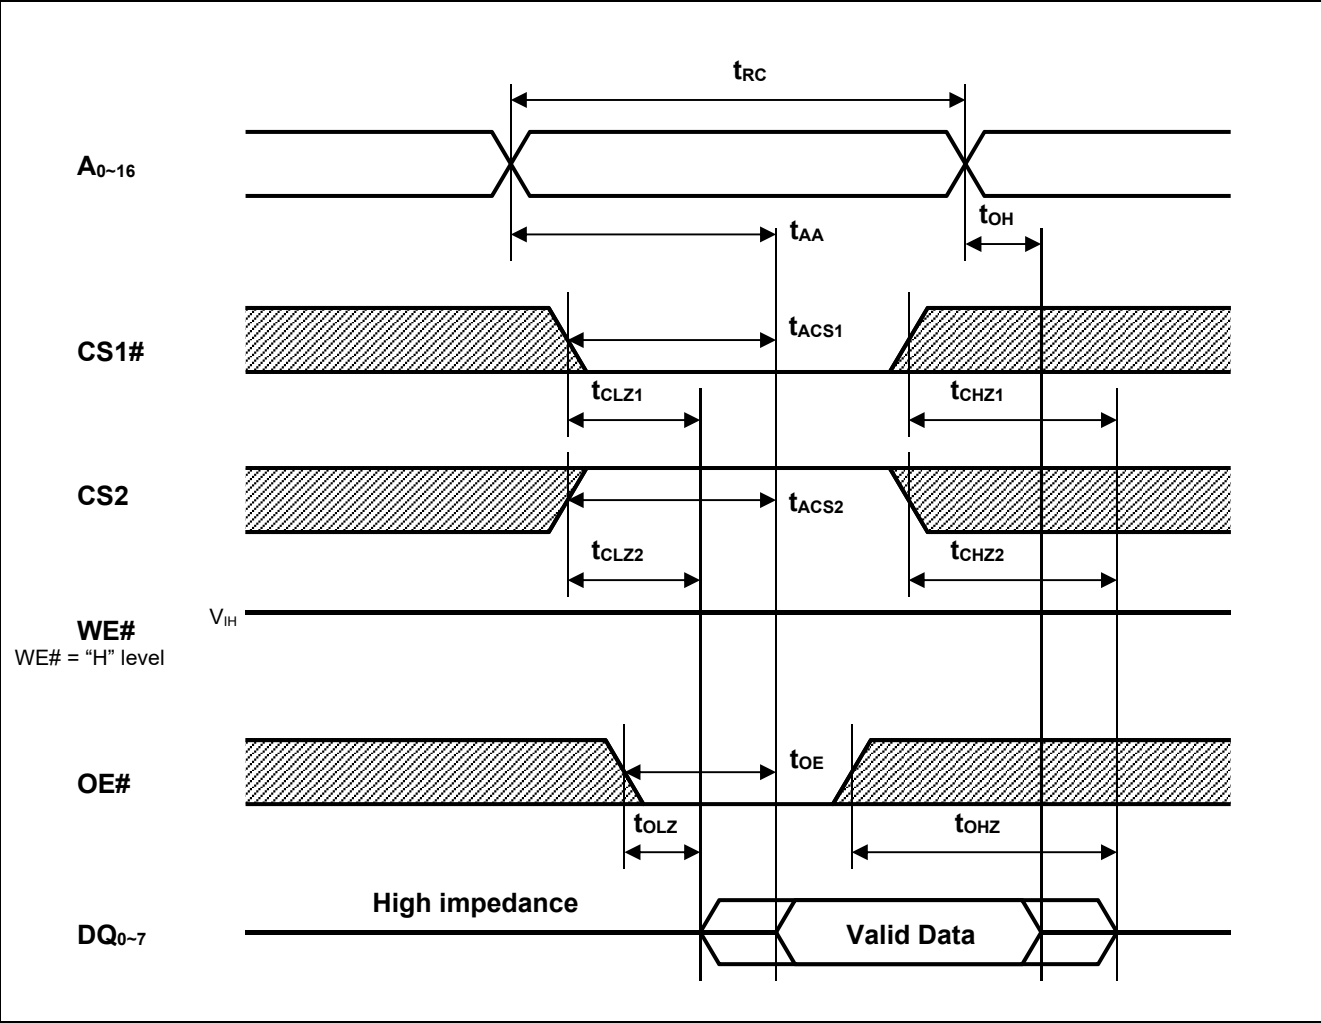 tRC
A0~16
tOH
tAA
tACS1
CS1#
tCLZ1 tCHZ1
CS2
tACS2
tCLZ2 tCHZ2
VIH
WE#
WE# = “H” level
tOE
OE#
tOLZ tOHZ
High impedance
DQ0~7 Valid Data